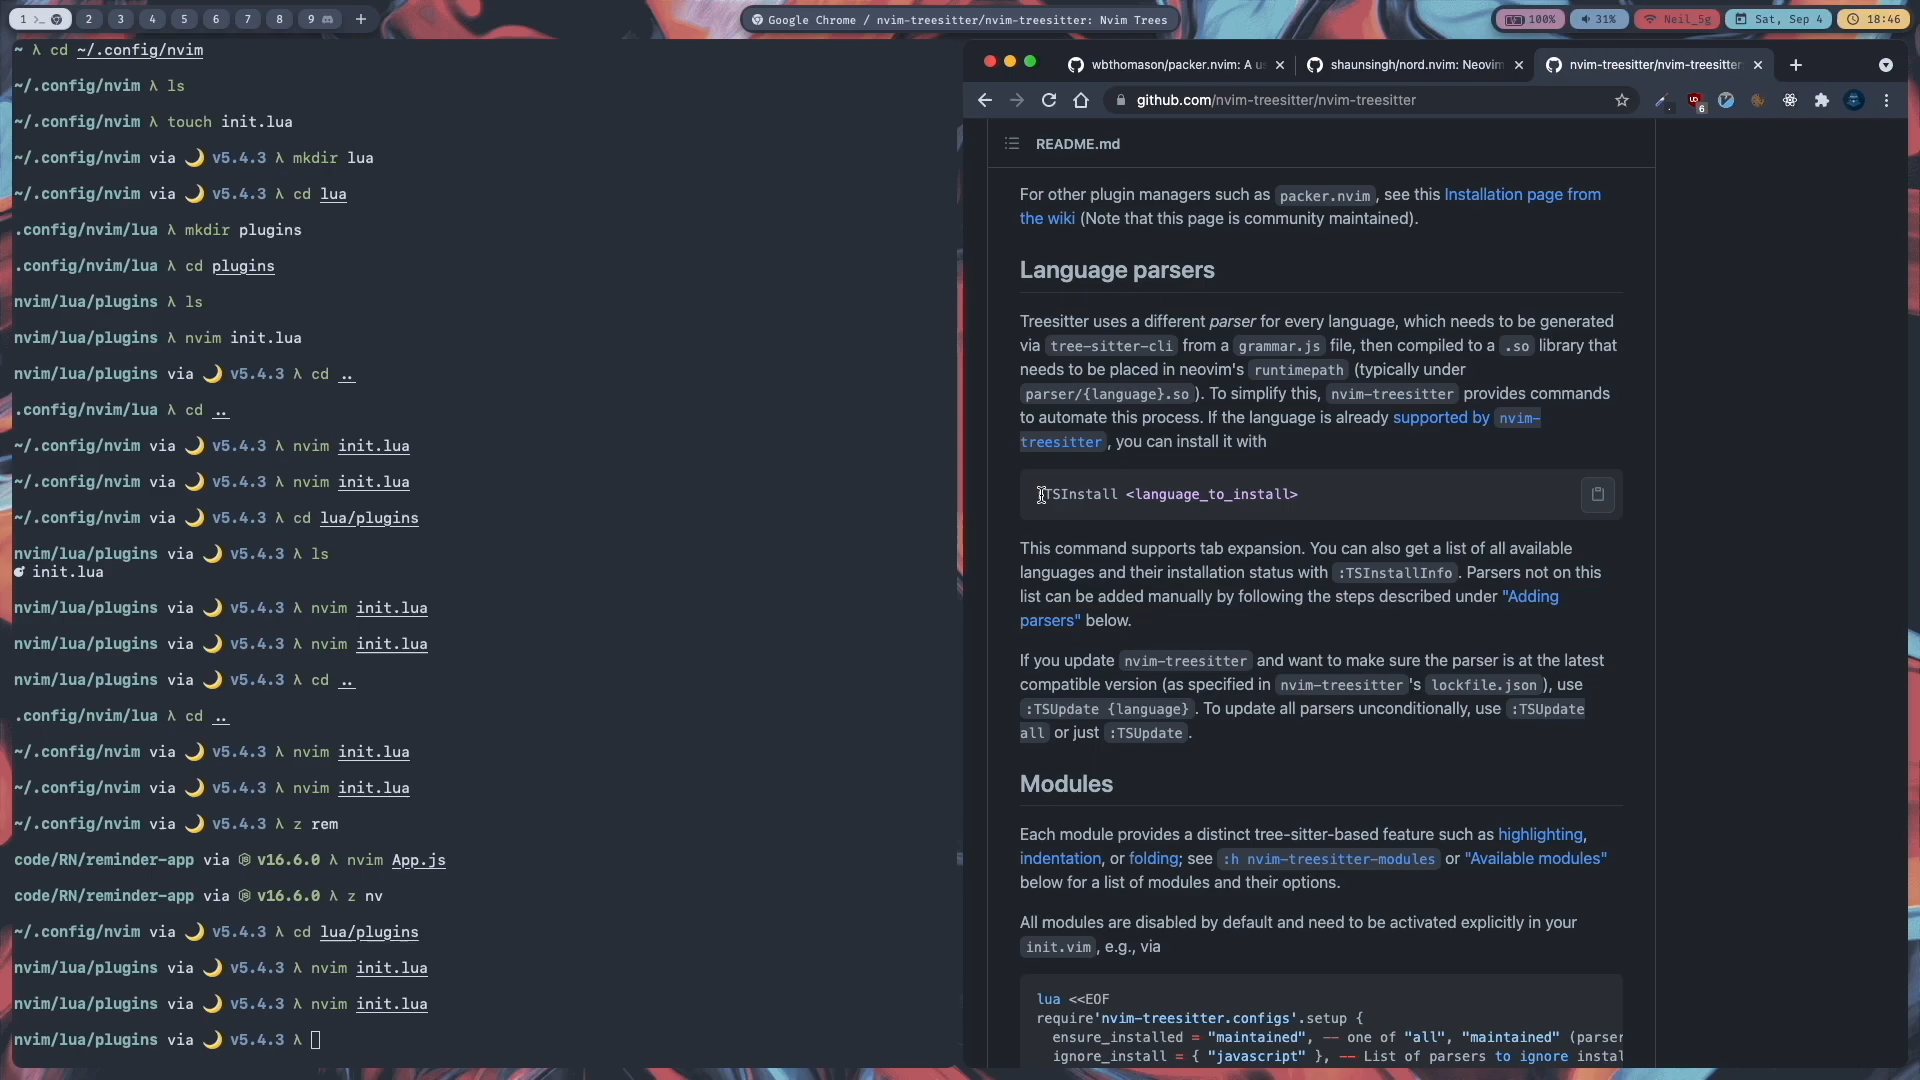 1 >_
2
3
4
5
6
7
8
9
+
Google Chrome / nvim-treesitter/nvim-treesitter: Nvim Trees
100%
31%
Neil_5g
Sat, Sep 4
18:46
~ λ cd ~/.config/nvim
~/.config/nvim λ ls
~/.config/nvim λ touch init.lua
~/.config/nvim via 🌙 v5.4.3 λ mkdir lua
~/.config/nvim via 🌙 v5.4.3 λ cd lua
.config/nvim/lua λ mkdir plugins
.config/nvim/lua λ cd plugins
nvim/lua/plugins λ ls
nvim/lua/plugins λ nvim init.lua
nvim/lua/plugins via 🌙 v5.4.3 λ cd ..
.config/nvim/lua λ cd ..
~/.config/nvim via 🌙 v5.4.3 λ nvim init.lua
~/.config/nvim via 🌙 v5.4.3 λ nvim init.lua
~/.config/nvim via 🌙 v5.4.3 λ cd lua/plugins
nvim/lua/plugins via 🌙 v5.4.3 λ ls
init.lua
nvim/lua/plugins via 🌙 v5.4.3 λ nvim init.lua
nvim/lua/plugins via 🌙 v5.4.3 λ nvim init.lua
nvim/lua/plugins via 🌙 v5.4.3 λ cd ..
.config/nvim/lua λ cd ..
~/.config/nvim via 🌙 v5.4.3 λ nvim init.lua
~/.config/nvim via 🌙 v5.4.3 λ nvim init.lua
~/.config/nvim via 🌙 v5.4.3 λ z rem
code/RN/reminder-app via v16.6.0 λ nvim App.js
code/RN/reminder-app via v16.6.0 λ z nv
~/.config/nvim via 🌙 v5.4.3 λ cd lua/plugins
nvim/lua/plugins via 🌙 v5.4.3 λ nvim init.lua
nvim/lua/plugins via 🌙 v5.4.3 λ nvim init.lua
nvim/lua/plugins via 🌙 v5.4.3 λ
wbthomason/packer.nvim: A us
shaunsingh/nord.nvim: Neovim
nvim-treesitter/nvim-treesitter:
github.com/nvim-treesitter/nvim-treesitter
6
README.md
For other plugin managers such as packer.nvim, see this Installation page from
the wiki (Note that this page is community maintained).
Language parsers
Treesitter uses a different parser for every language, which needs to be generated
via tree-sitter-cli from a grammar.js file, then compiled to a .so library that
needs to be placed in neovim's runtimepath (typically under
parser/{language}.so). To simplify this, nvim-treesitter provides commands
to automate this process. If the language is already supported by nvim-
treesitter, you can install it with
:TSInstall <language_to_install>
This command supports tab expansion. You can also get a list of all available
languages and their installation status with :TSInstallInfo. Parsers not on this
list can be added manually by following the steps described under "Adding
parsers" below.
If you update nvim-treesitter and want to make sure the parser is at the latest
compatible version (as specified in nvim-treesitter's lockfile.json), use
:TSUpdate {language}. To update all parsers unconditionally, use :TSUpdate
all or just :TSUpdate.
Modules
Each module provides a distinct tree-sitter-based feature such as highlighting,
indentation, or folding; see :h nvim-treesitter-modules or "Available modules"
below for a list of modules and their options.
All modules are disabled by default and need to be activated explicitly in your
init.vim, e.g., via
lua <<EOF
require'nvim-treesitter.configs'.setup {
ensure_installed = "maintained", -- one of "all", "maintained" (parser
ignore_install = { "javascript" }, -- List of parsers to ignore instal